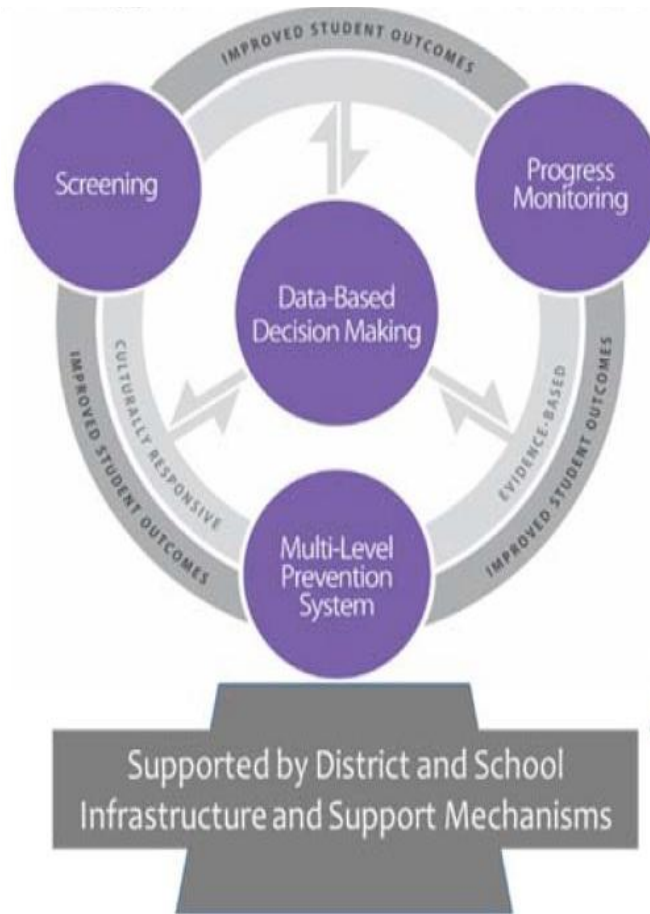 IMPROVED STUDENT OUTCOMES
Screening
Progress
Monitoring
Data-Based
Decision Making
CULTURALLY RESPONSIVE
IMPROVED STUDENT OUTCOMES
EVIDENCE-BASED
IMPROVED STUDENT OUTCOMES
Multi-Level
Prevention
System
Supported by District and School
Infrastructure and Support Mechanisms